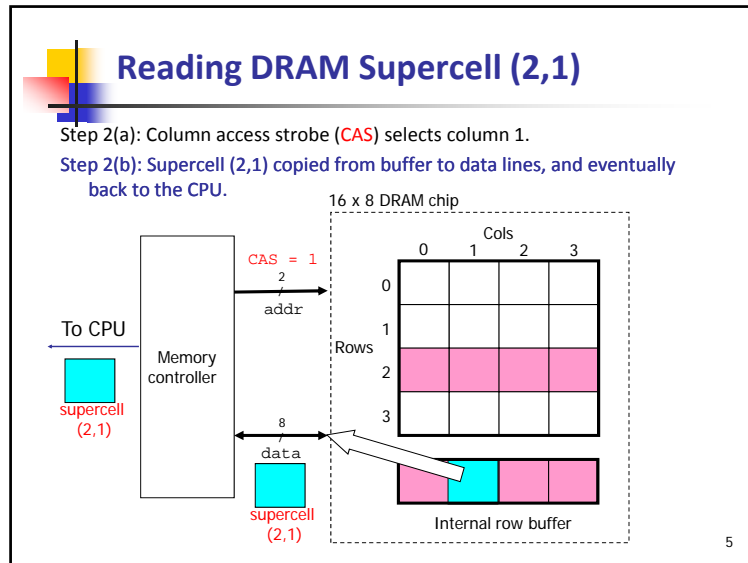 Reading DRAM Supercell (2,1)
Step 2(a): Column access strobe (CAS) selects column 1.
Step 2(b): Supercell (2,1) copied from buffer to data lines, and eventually
back to the CPU.
16 x 8 DRAM chip
Cols
0 1 2 3
CAS = 1
2
addr
0
1
Rows
2
3
To CPU
Memory
controller
supercell
(2,1)
8
data
supercell
(2,1)
Internal row buffer
5